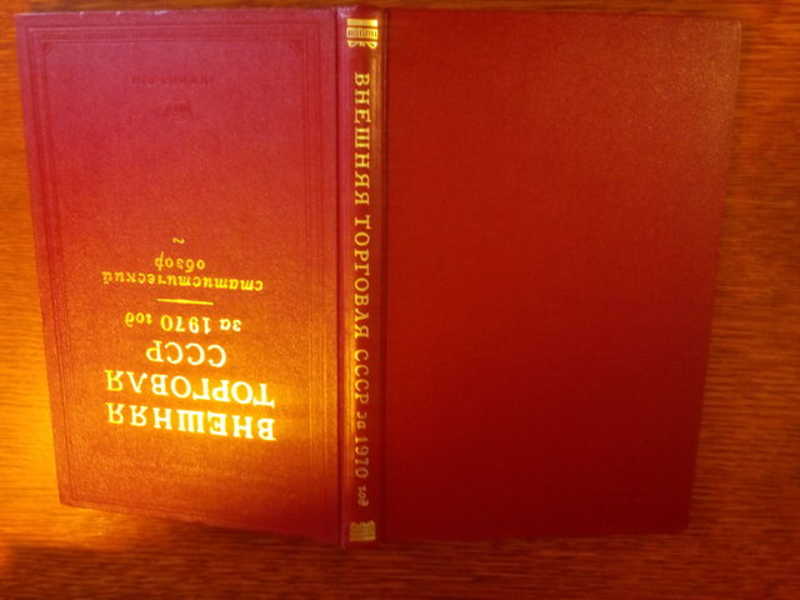 ВНЕШНЯЯ
ТОРГОВЛЯ
СССР
за 1970 год
статистический
обзор
ВНЕШНЯЯ ТОРГОВЛЯ СССР за 1970 год